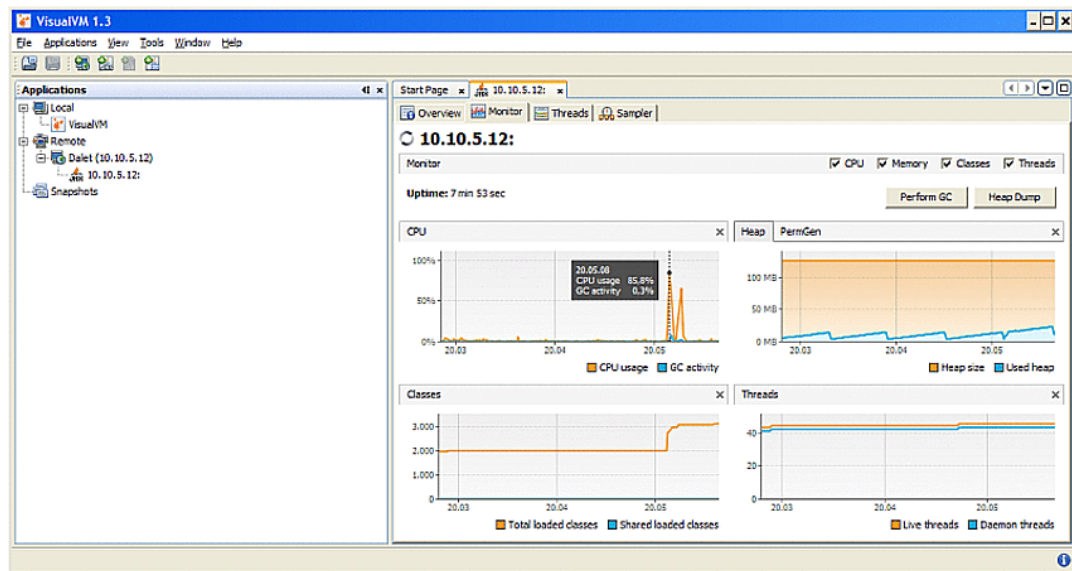 VisualVM 1.3
File Applications View Tools Window Help
Applications
Local
VisualVM
Remote
Dalet (10.10.5.12)
10.10.5.12:
Snapshots
Start Page 10.10.5.12:
Overview Monitor Threads Sampler
10.10.5.12:
Monitor CPU Memory Classes Threads
Uptime: 7 min 53 sec
Perform GC Heap Dump
CPU
100%
50%
0%
20.05.08
CPU usage 85,8%
GC activity 0,3%
20.03 20.04 20.05
CPU usage GC activity
Heap PermGen
100 MB
50 MB
0 MB
20.03 20.04 20.05
Heap size Used heap
Classes
3.000
2.000
1.000
0
20.03 20.04 20.05
Total loaded classes Shared loaded classes
Threads
40
20
0
20.03 20.04 20.05
Live threads Daemon threads